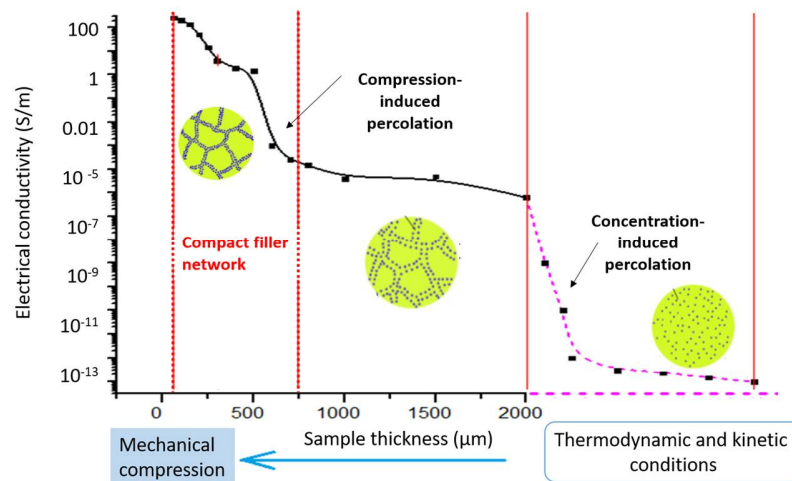 Electrical conductivity (S/m)
100
1
0.01
10-5
10-7
10-9
10-11
10-13
Compression-
induced
percolation
Compact filler
network
Concentration-
induced
percolation
0
500
1000
1500
2000
Mechanical
compression
Sample thickness (µm)
Thermodynamic and kinetic
conditions